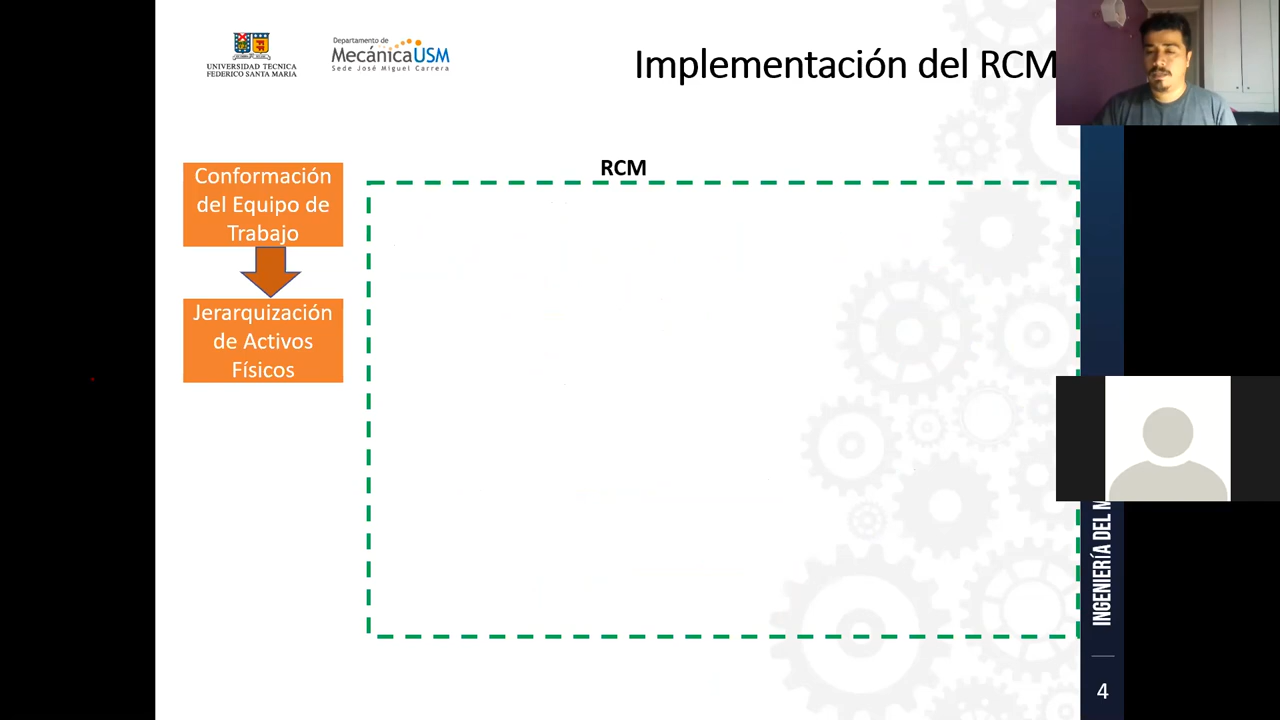 UNIVERSIDAD TECNICA
FEDERICO SANTA MARIA
Departamento de
MecánicaUSM
Sede José Miguel Carrera
Implementación del RCM
RCM
Conformación
del Equipo de
Trabajo
Jerarquización
de Activos
Físicos
INGENIERÍA DEL
4